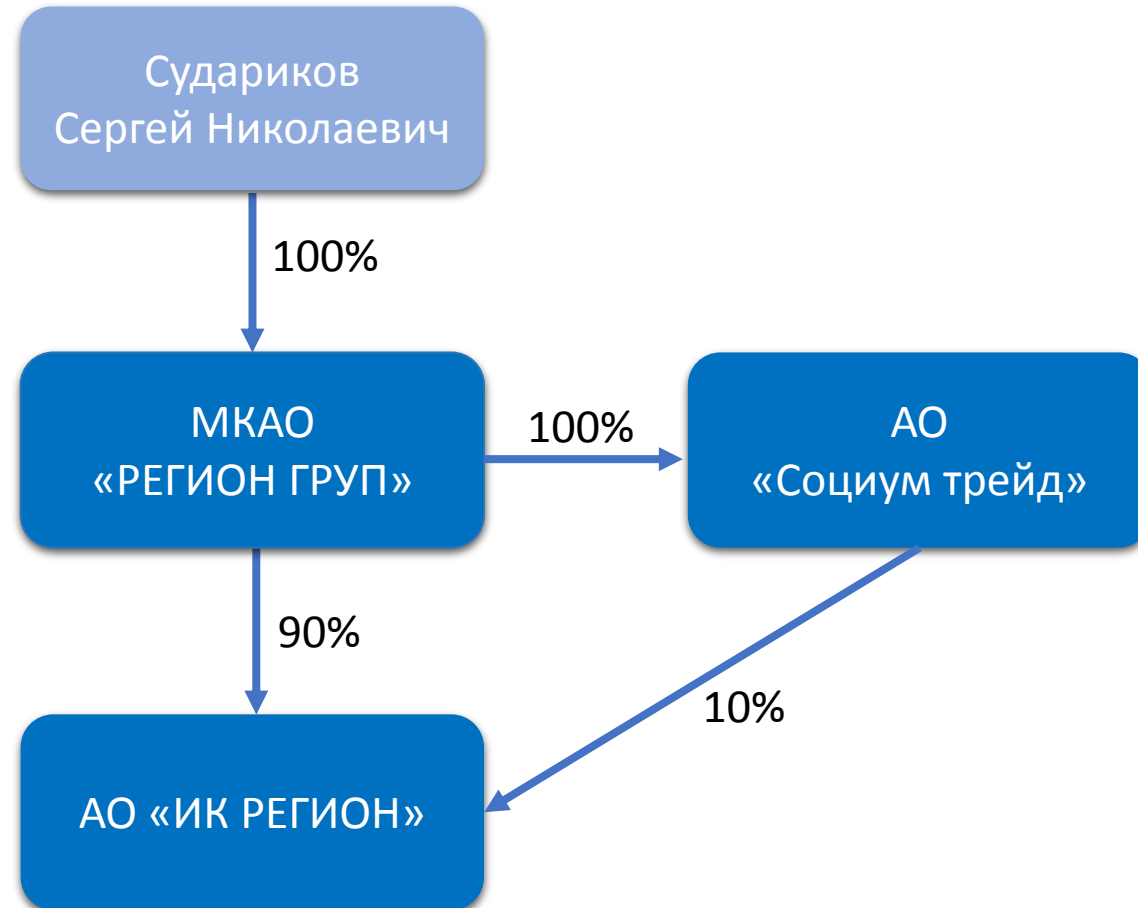 Судариков
Сергей Николаевич
100%
МКАО
«РЕГИОН ГРУП»
100%
АО
«Социум трейд»
90%
10%
АО «ИК РЕГИОН»